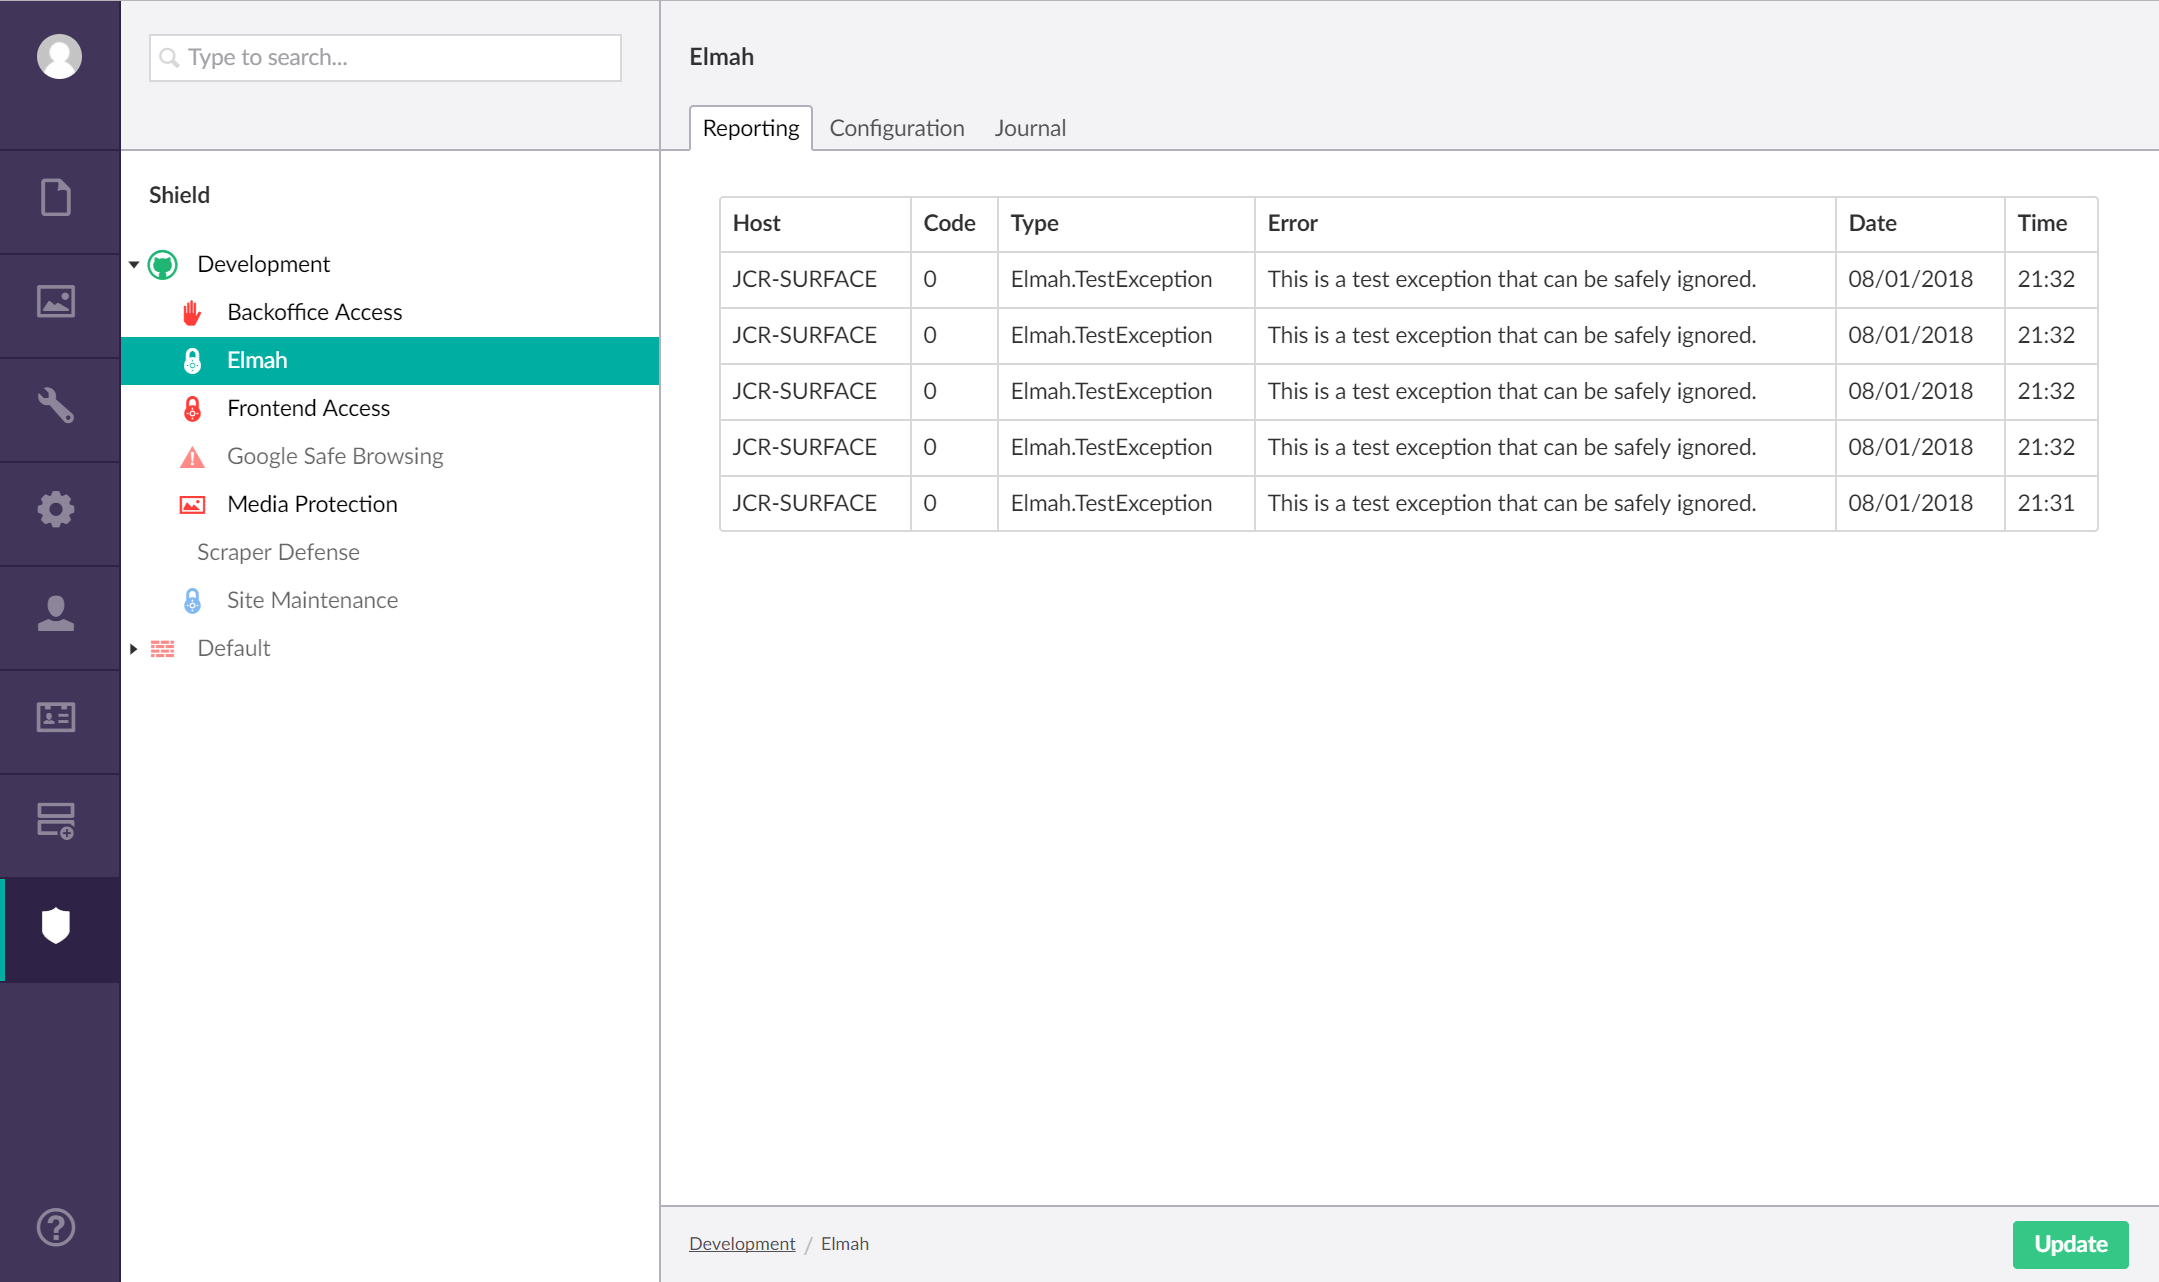 Type to search...
Shield
Development
Backoffice Access
Elmah
Frontend Access
Google Safe Browsing
Media Protection
Scraper Defense
Site Maintenance
Default
Elmah
Reporting Configuration Journal
Host Code Type Error Date Time
JCR-SURFACE 0 Elmah.TestException This is a test exception that can be safely ignored. 08/01/2018 21:32
JCR-SURFACE 0 Elmah.TestException This is a test exception that can be safely ignored. 08/01/2018 21:32
JCR-SURFACE 0 Elmah.TestException This is a test exception that can be safely ignored. 08/01/2018 21:32
JCR-SURFACE 0 Elmah.TestException This is a test exception that can be safely ignored. 08/01/2018 21:32
JCR-SURFACE 0 Elmah.TestException This is a test exception that can be safely ignored. 08/01/2018 21:31
Development / Elmah
Update